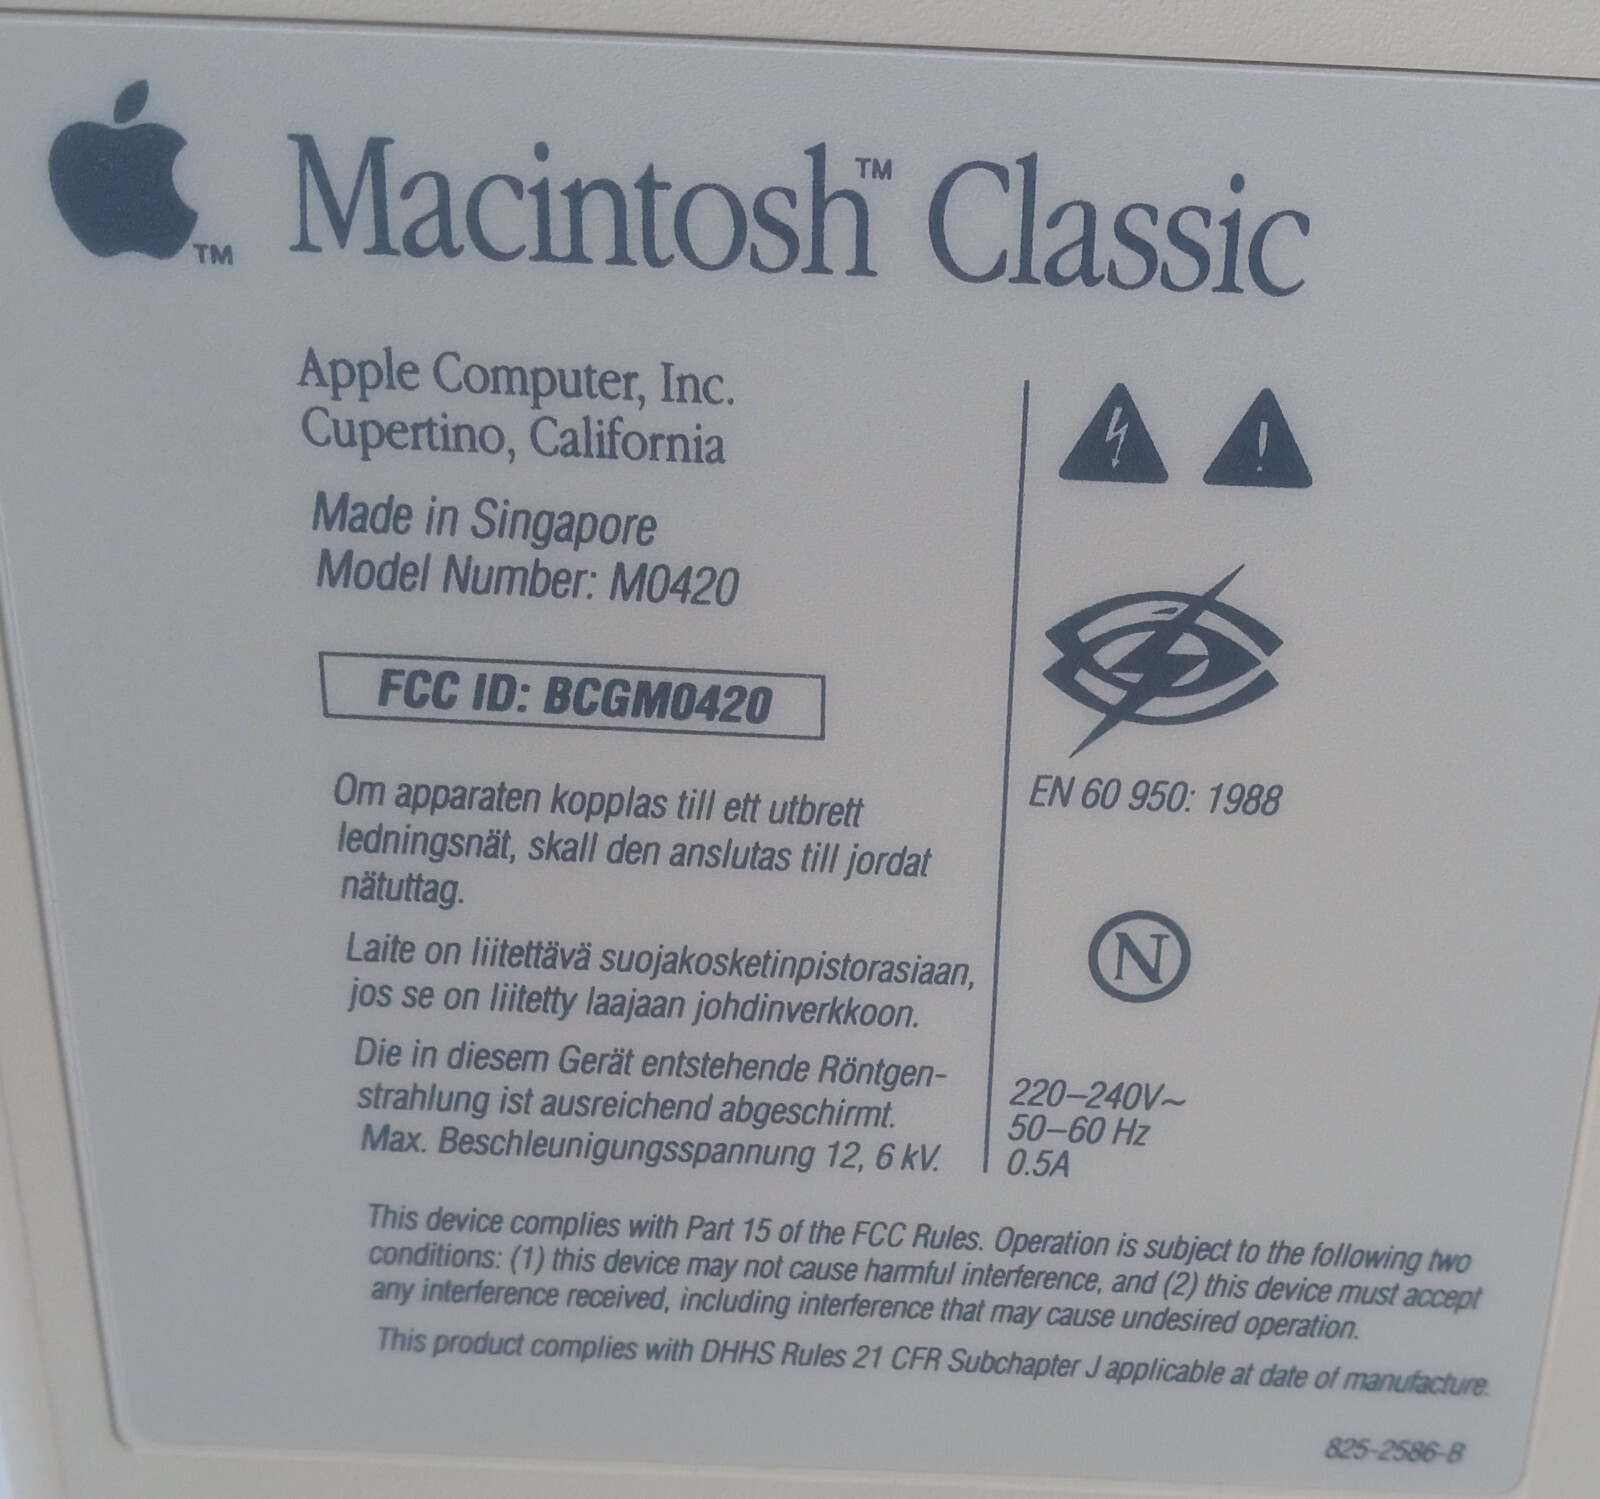 Macintosh™ Classic
TM
Apple Computer, Inc.
Cupertino, California
Made in Singapore
Model Number: M0420
FCC ID: BCGM0420
Om apparaten kopplas till ett utbrett
ledningsnät, skall den anslutas till jordat
nätuttag.
Laite on liitettävä suojakosketinpistorasiaan,
jos se on liitetty laajaan johdinverkkoon.
Die in diesem Gerät entstehende Röntgen-
strahlung ist ausreichend abgeschirmt.
Max. Beschleunigungsspannung 12, 6 kV.
!
EN 60 950: 1988
N
220–240V~
50–60 Hz
0.5A
This device complies with Part 15 of the FCC Rules. Operation is subject to the following two
conditions: (1) this device may not cause harmful interference, and (2) this device must accept
any interference received, including interference that may cause undesired operation.
This product complies with DHHS Rules 21 CFR Subchapter J applicable at date of manufacture.
825-2586-B